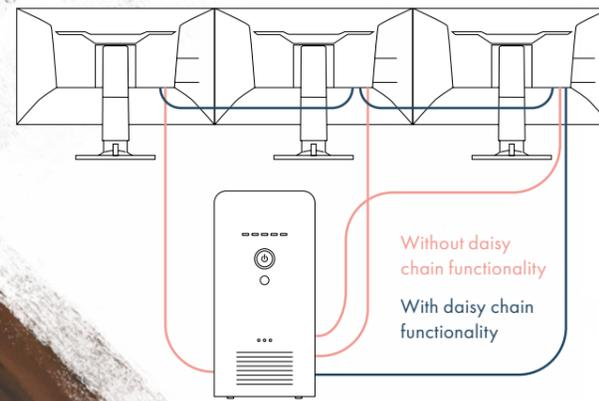 Without daisy
chain functionality
With daisy chain
functionality